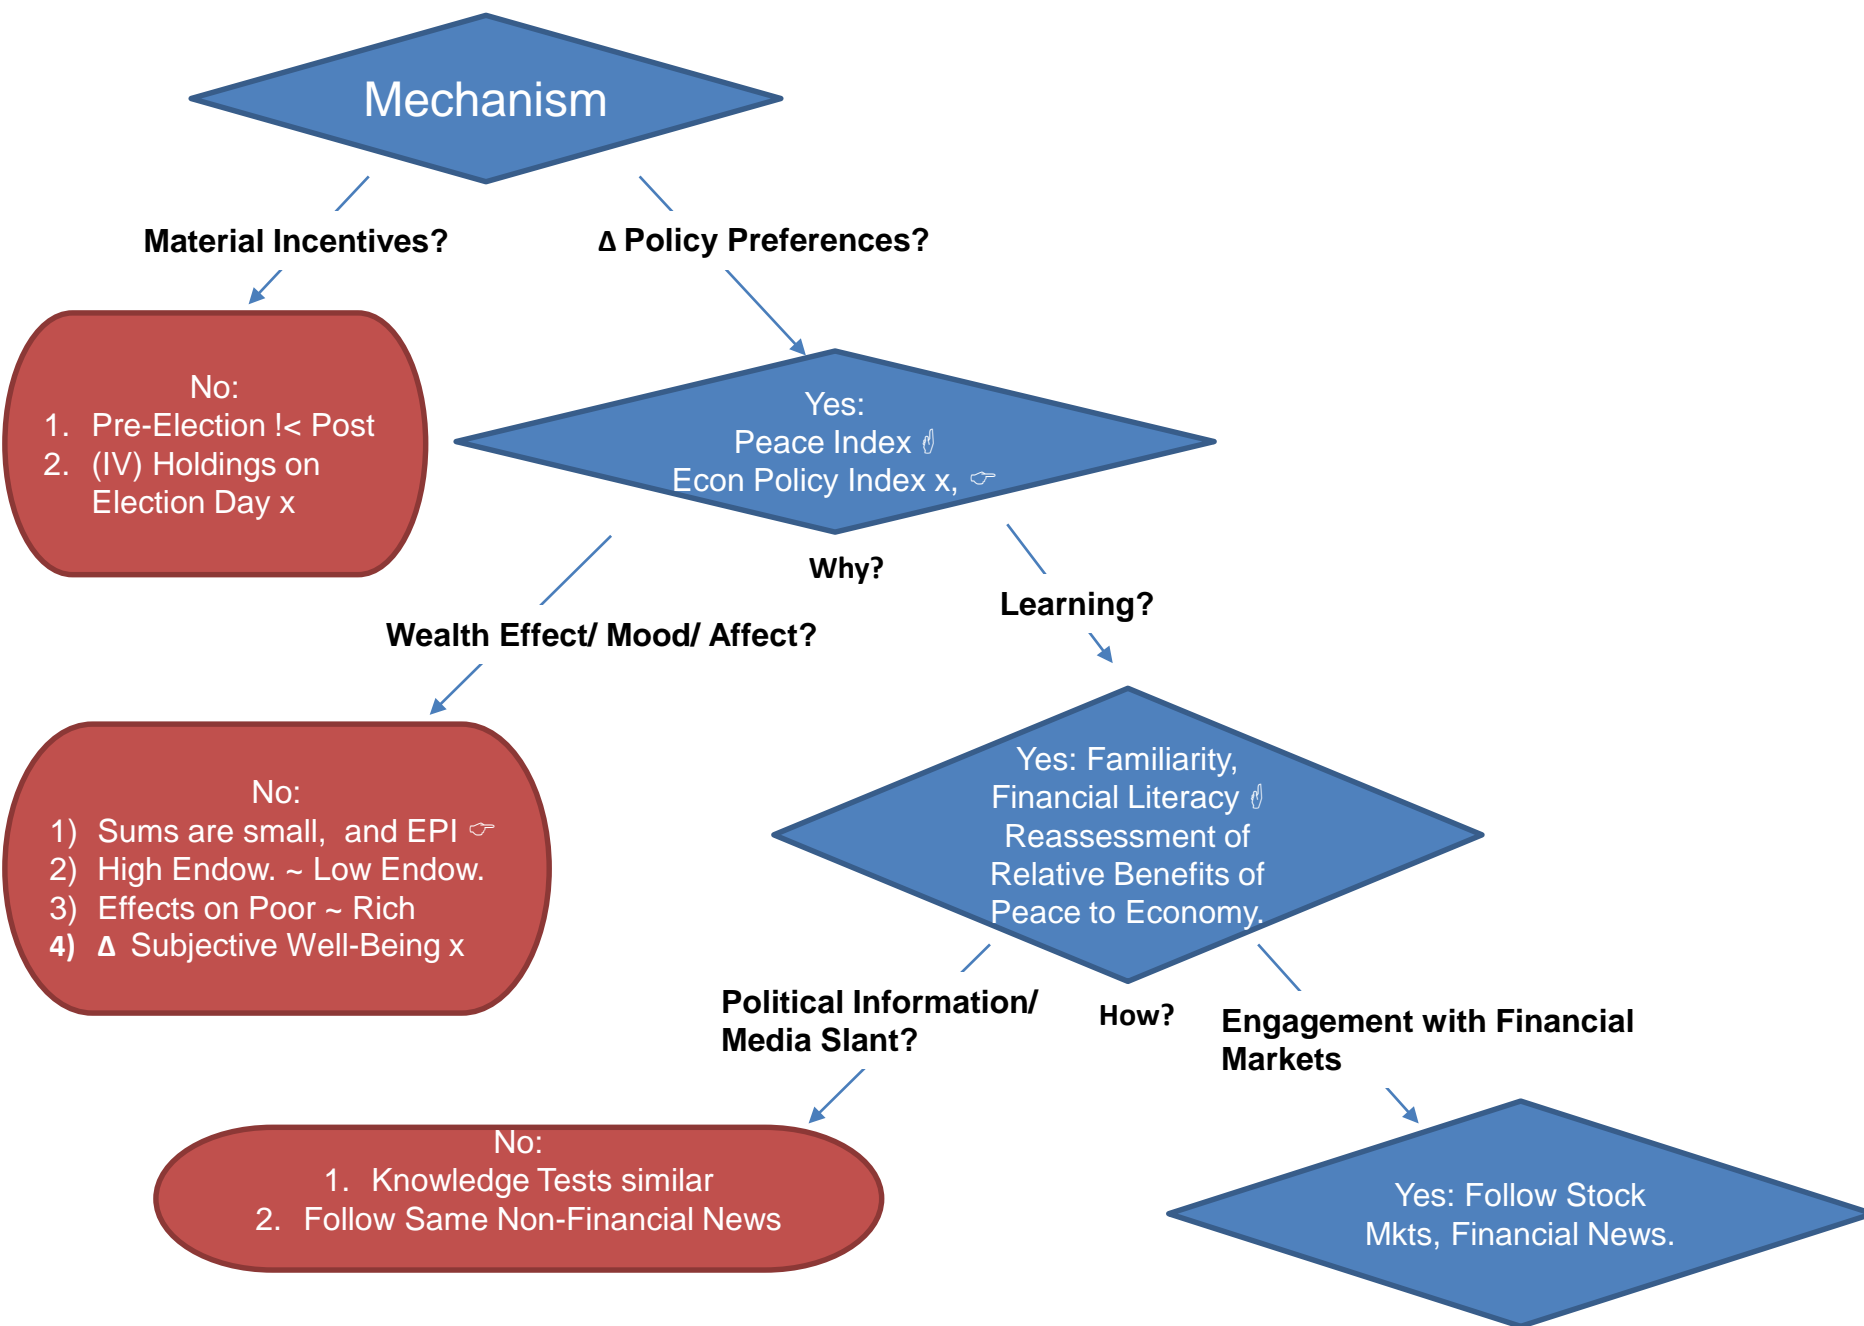 Mechanism
Material Incentives?
Δ Policy Preferences?
No:
1. Pre-Election !< Post
2. (IV) Holdings on
Election Day x
Yes:
Peace Index ✌
Econ Policy Index x, ☞
Why?
Wealth Effect/ Mood/ Affect?
Learning?
No:
1) Sums are small, and EPI ☞
2) High Endow. ~ Low Endow.
3) Effects on Poor ~ Rich
4) Δ Subjective Well-Being x
Yes: Familiarity,
Financial Literacy ✌
Reassessment of
Relative Benefits of
Peace to Economy.
Political Information/
Media Slant?
How?
Engagement with Financial
Markets
No:
1. Knowledge Tests similar
2. Follow Same Non-Financial News
Yes: Follow Stock
Mkts, Financial News.